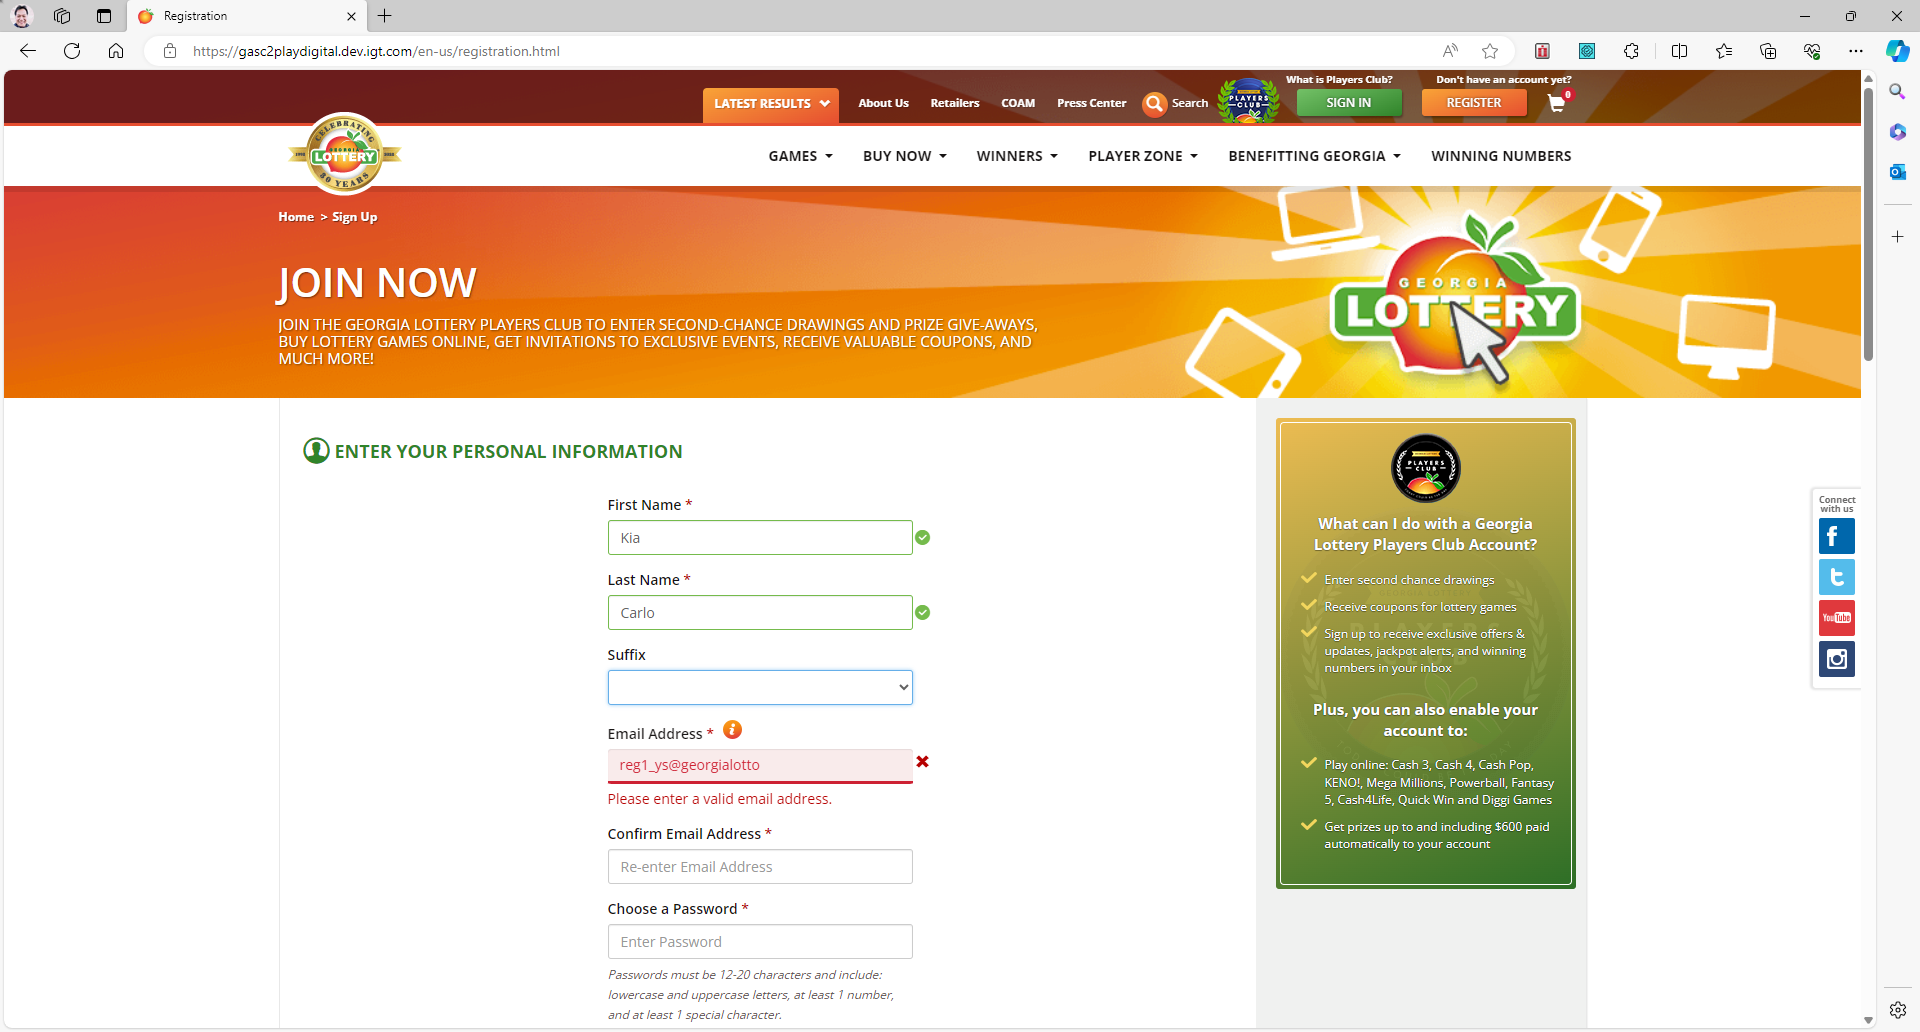 Registration
https://gasc2playdigital.dev.igt.com/en-us/registration.html
What is Players Club?
Don't have an account yet?
LATEST RESULTS
About Us
Retailers
COAM
Press Center
Search
PLAYERS
CLUB
SIGN IN
REGISTER
0
CELEBRATING
GEORGIA
LOTTERY
30 YEARS
GAMES
BUY NOW
WINNERS
PLAYER ZONE
BENEFITTING GEORGIA
WINNING NUMBERS
Home > Sign Up
JOIN NOW
JOIN THE GEORGIA LOTTERY PLAYERS CLUB TO ENTER SECOND-CHANCE DRAWINGS AND PRIZE GIVE-AWAYS,
BUY LOTTERY GAMES ONLINE, GET INVITATIONS TO EXCLUSIVE EVENTS, RECEIVE VALUABLE COUPONS, AND
MUCH MORE!
GEORGIA
LOTTERY
ENTER YOUR PERSONAL INFORMATION
First Name *
Kia
Last Name *
Carlo
Suffix
Email Address *
reg1_ys@georgialotto
Please enter a valid email address.
Confirm Email Address *
Re-enter Email Address
Choose a Password *
Enter Password
Passwords must be 12-20 characters and include:
lowercase and uppercase letters, at least 1 number,
and at least 1 special character.
PLAYERS
CLUB
What can I do with a Georgia
Lottery Players Club Account?
Enter second chance drawings
Receive coupons for lottery games
Sign up to receive exclusive offers &
updates, jackpot alerts, and winning
numbers in your inbox
Plus, you can also enable your
account to:
Play online: Cash 3, Cash 4, Cash Pop,
KENO!, Mega Millions, Powerball, Fantasy
5, Cash4Life, Quick Win and Diggi Games
Get prizes up to and including $600 paid
automatically to your account
Connect
with us
YouTube